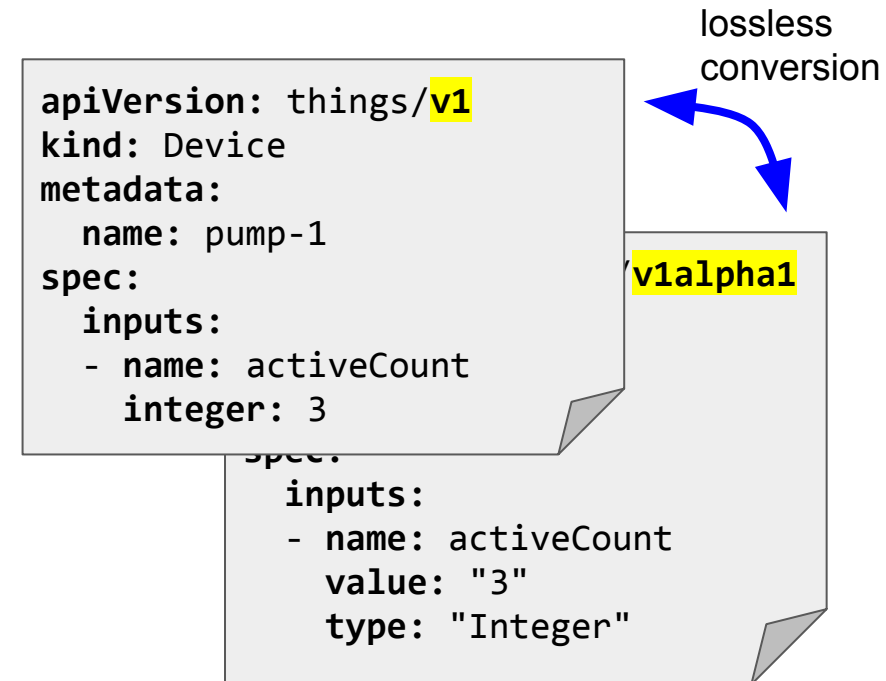 lossless
conversion
apiVersion: things/v1
kind: Device
metadata:
  name: pump-1
spec:
  inputs:
  - name: activeCount
    integer: 3
/v1alpha1
spec:
  inputs:
  - name: activeCount
    value: "3"
    type: "Integer"